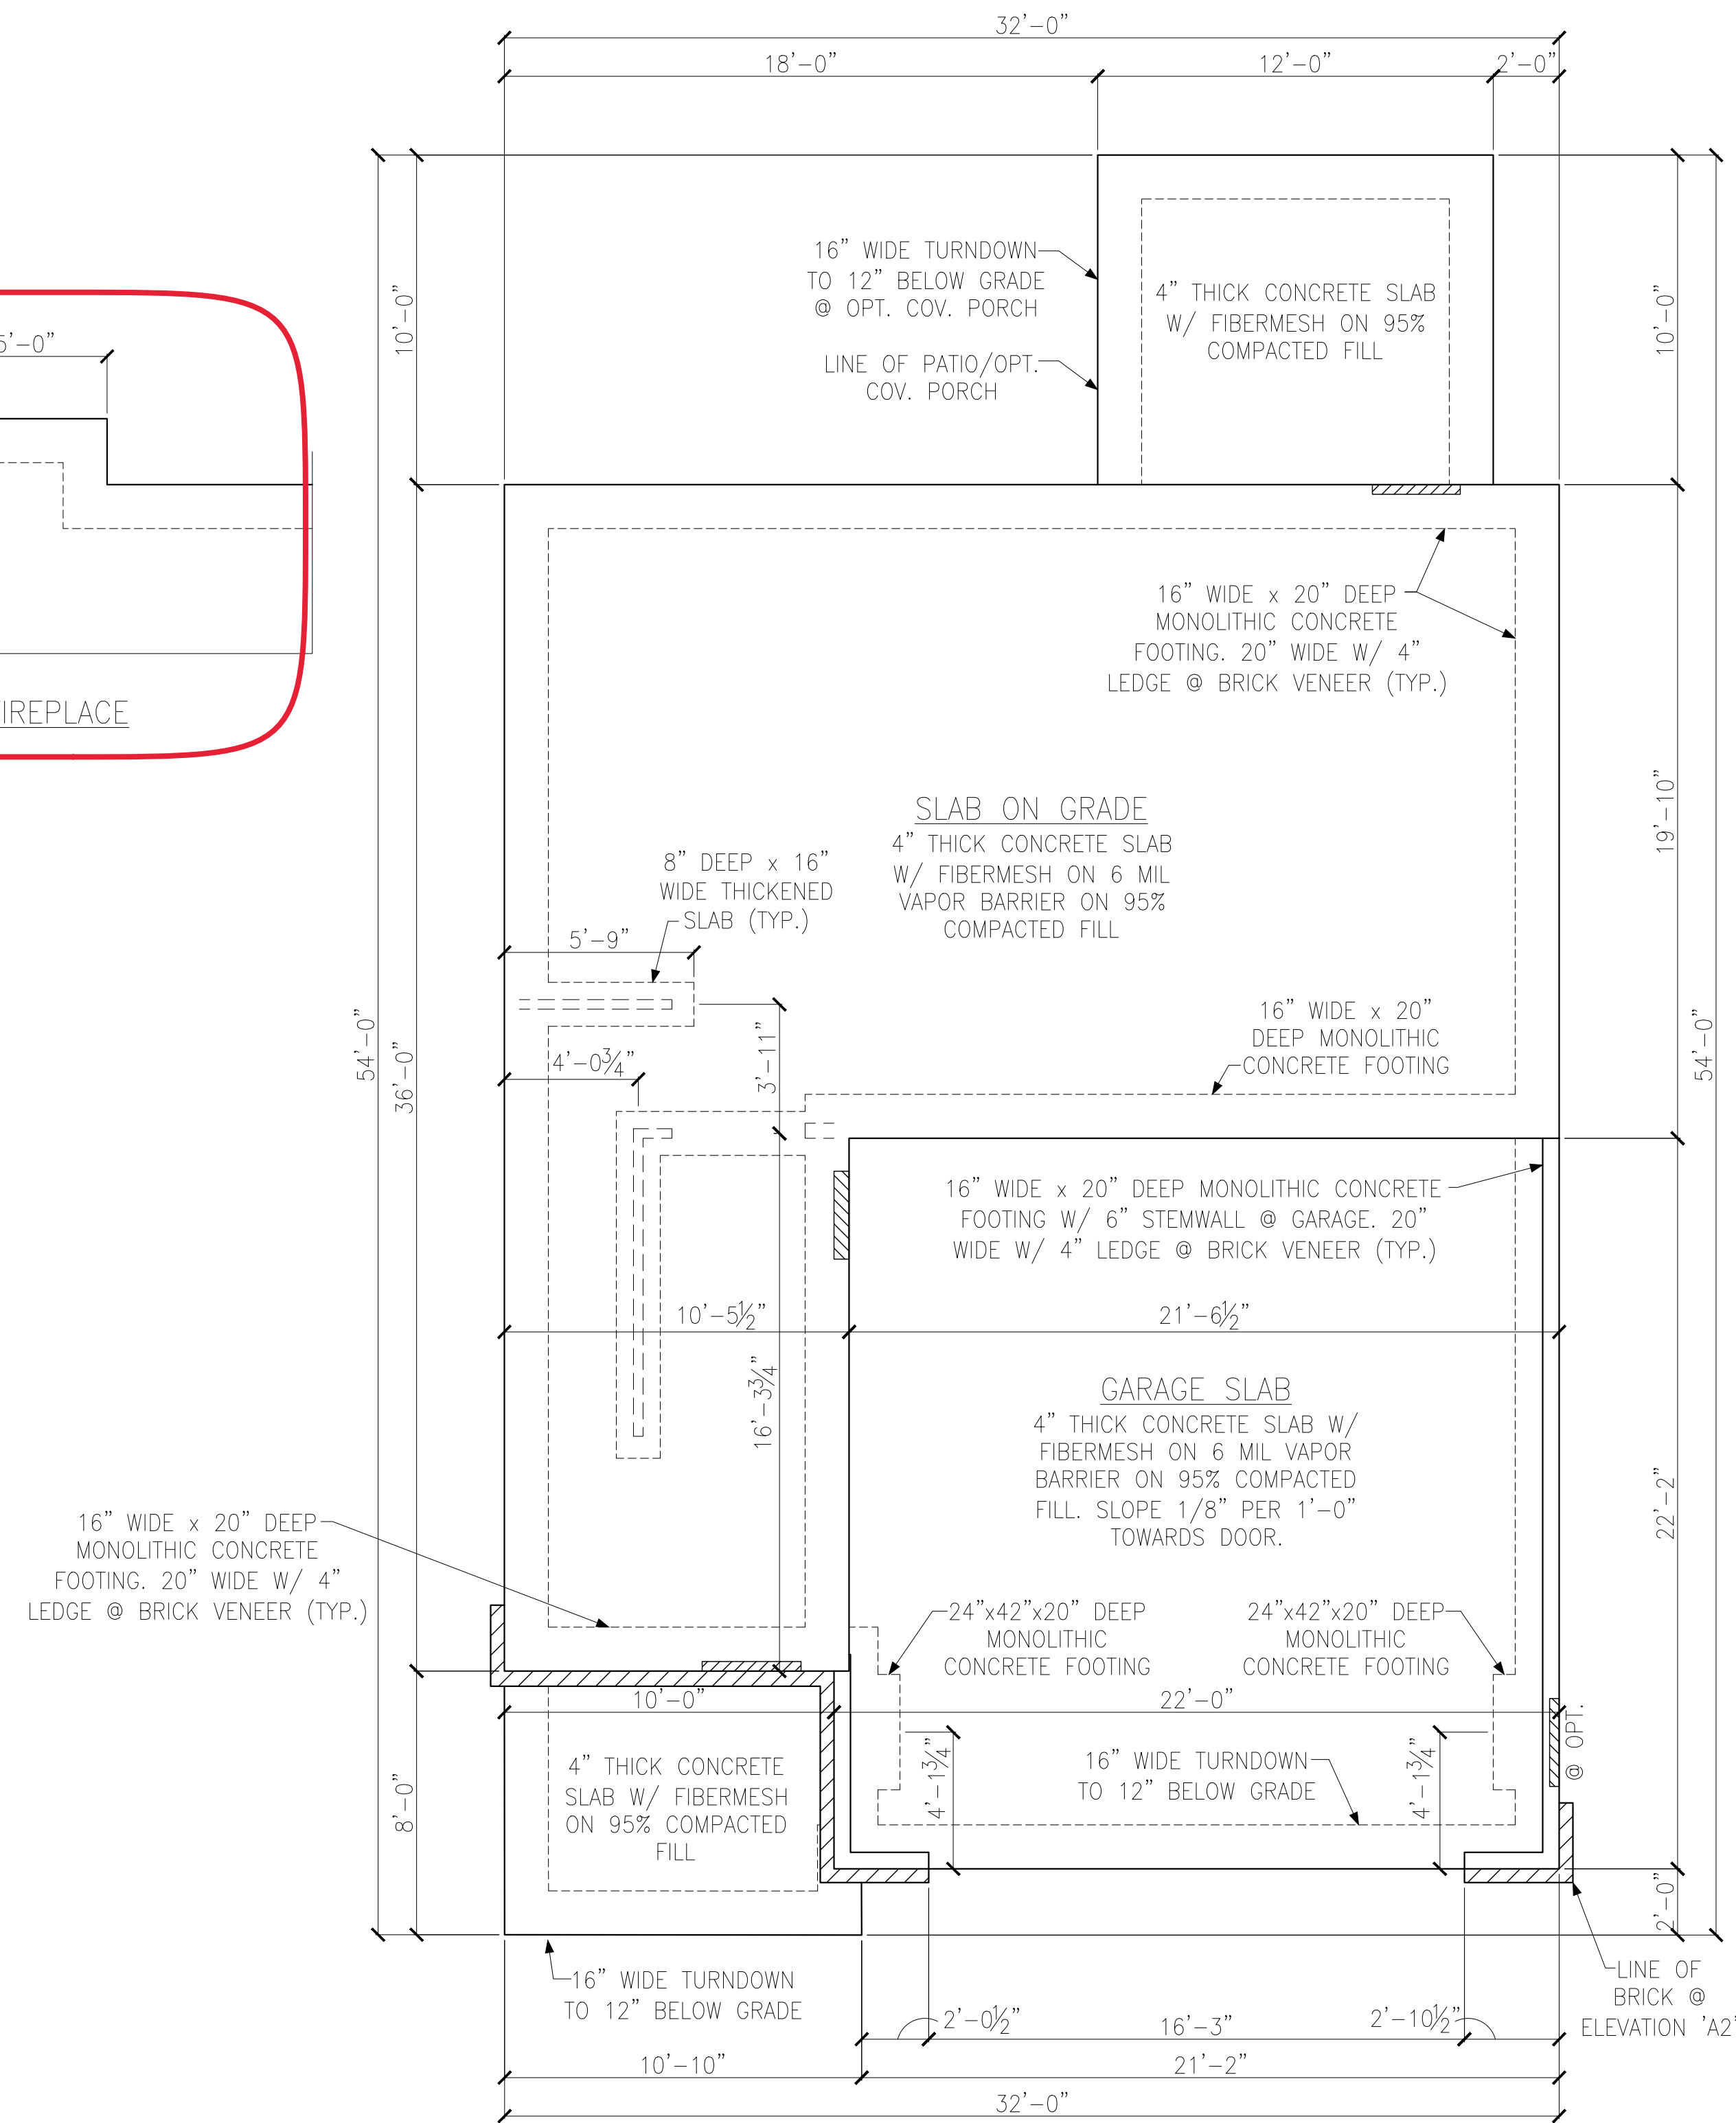 32'-0"
18'-0"
12'-0"
2'-0"
16" WIDE TURNDOWN
TO 12" BELOW GRADE
@ OPT. COV. PORCH
LINE OF PATIO/OPT.
COV. PORCH
4" THICK CONCRETE SLAB
W/ FIBERMESH ON 95%
COMPACTED FILL
10'-0"
10'-0"
5'-0"
16" WIDE x 20" DEEP
MONOLITHIC CONCRETE
FOOTING. 20" WIDE W/ 4"
LEDGE @ BRICK VENEER (TYP.)
SLAB ON GRADE
4" THICK CONCRETE SLAB
W/ FIBERMESH ON 6 MIL
VAPOR BARRIER ON 95%
COMPACTED FILL
19'-10"
8" DEEP x 16"
WIDE THICKENED
SLAB (TYP.)
5'-9"
54'-0"
36'-0"
4'-0¾"
3'-11"
16" WIDE x 20"
DEEP MONOLITHIC
CONCRETE FOOTING
54'-0"
16" WIDE x 20" DEEP MONOLITHIC CONCRETE
FOOTING W/ 6" STEMWALL @ GARAGE. 20"
WIDE W/ 4" LEDGE @ BRICK VENEER (TYP.)
10'-5½"
21'-6½"
16'-3¾"
GARAGE SLAB
4" THICK CONCRETE SLAB W/
FIBERMESH ON 6 MIL VAPOR
BARRIER ON 95% COMPACTED
FILL. SLOPE 1/8" PER 1'-0"
TOWARDS DOOR.
22'-2"
16" WIDE x 20" DEEP
MONOLITHIC CONCRETE
FOOTING. 20" WIDE W/ 4"
LEDGE @ BRICK VENEER (TYP.)
24"x42"x20" DEEP
MONOLITHIC
CONCRETE FOOTING
24"x42"x20" DEEP
MONOLITHIC
CONCRETE FOOTING
10'-0"
22'-0"
@ OPT.
4" THICK CONCRETE
SLAB W/ FIBERMESH
ON 95% COMPACTED
FILL
8'-0"
4'-1¾"
16" WIDE TURNDOWN
TO 12" BELOW GRADE
4'-1¾"
2'-0"
16" WIDE TURNDOWN
TO 12" BELOW GRADE
LINE OF
BRICK @
ELEVATION 'A2'
2'-0½"
16'-3"
2'-10½"
10'-10"
21'-2"
32'-0"